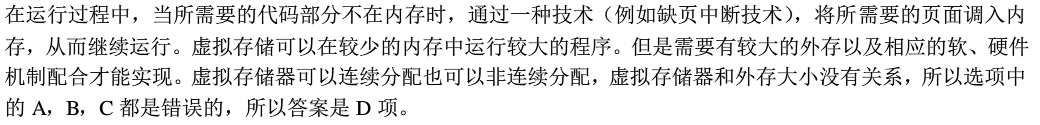 在运行过程中，当所需要的代码部分不在内存时，通过一种技术（例如缺页中断技术），将所需要的页面调入内
存，从而继续运行。虚拟存储可以在较少的内存中运行较大的程序。但是需要有较大的外存以及相应的软、硬件
机制配合才能实现。虚拟存储器可以连续分配也可以非连续分配，虚拟存储器和外存大小没有关系，所以选项中
的 A，B，C 都是错误的，所以答案是 D 项。